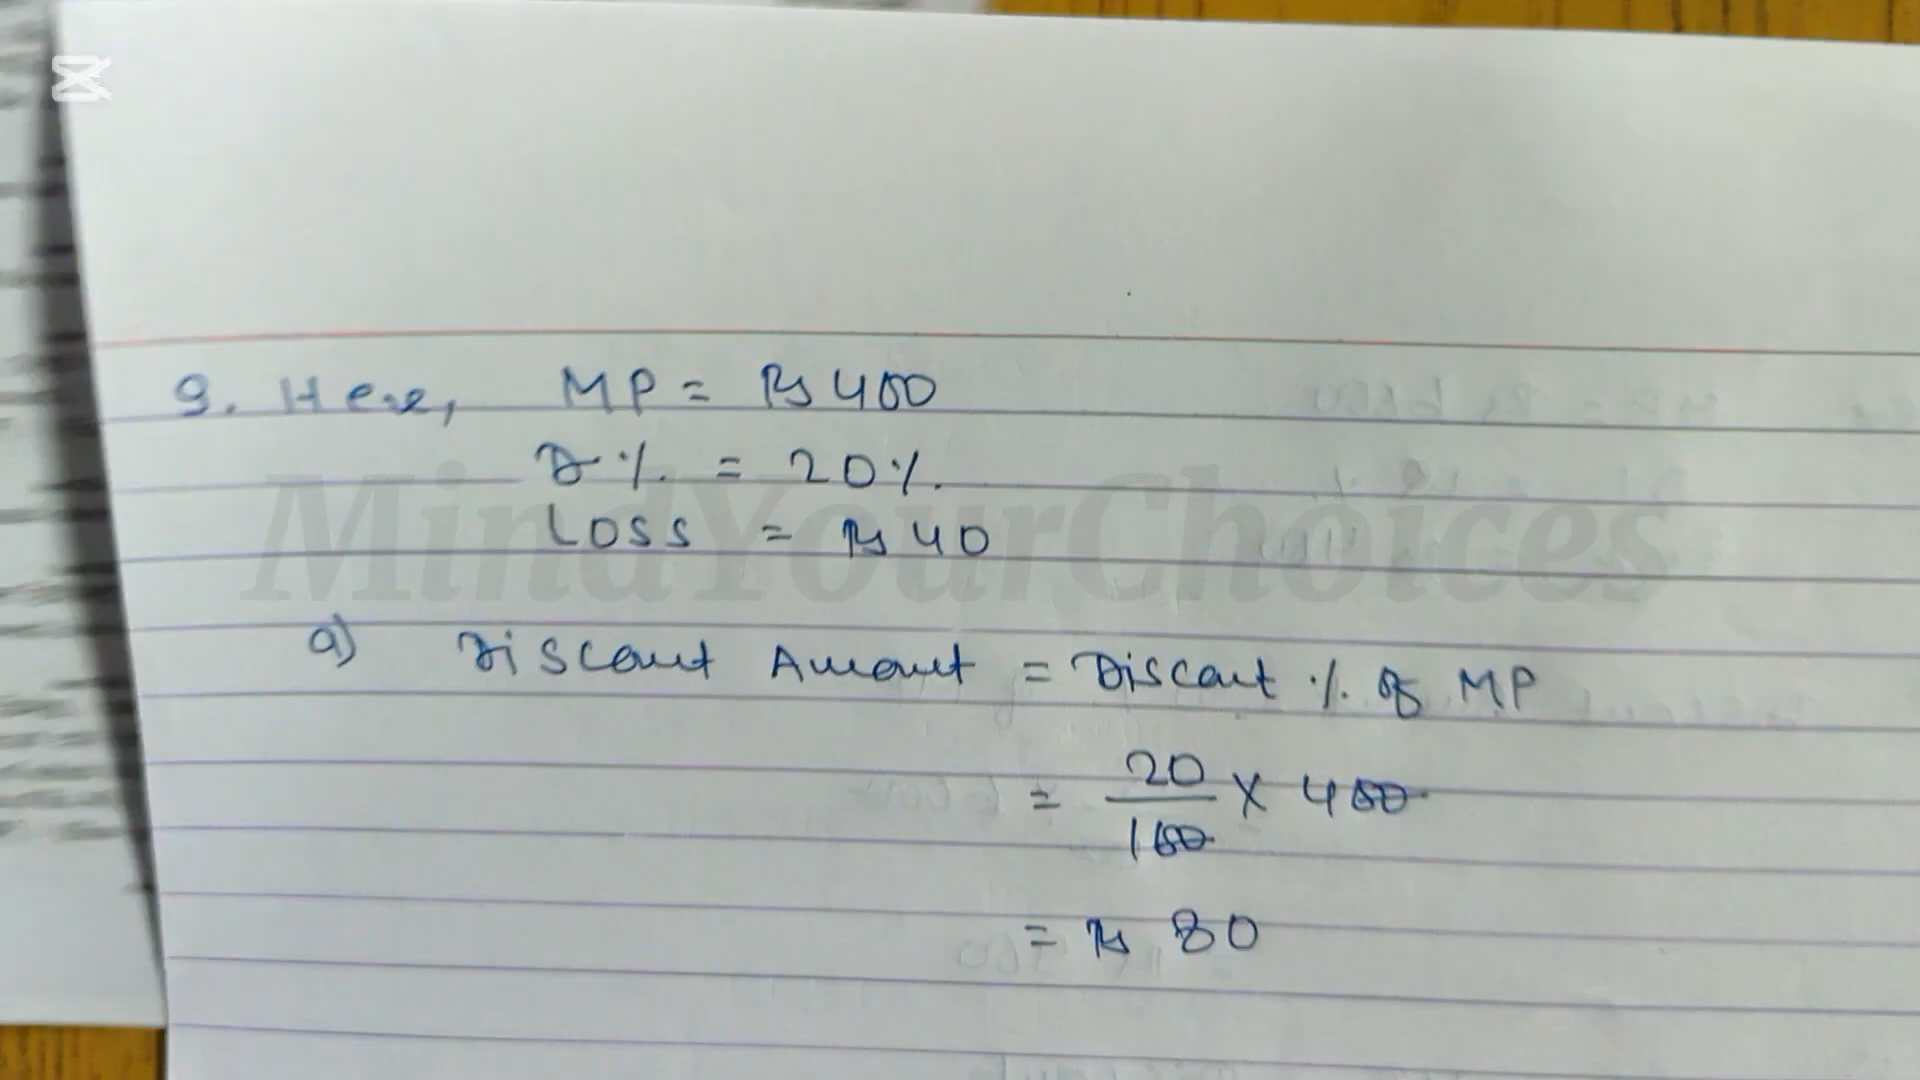 9. Here, MP = Rs 400
D% = 20%.
Loss = Rs 40
MindYourChoices
a) Discount Amount = Discount % of MP
= 20/100 × 400
= Rs 80